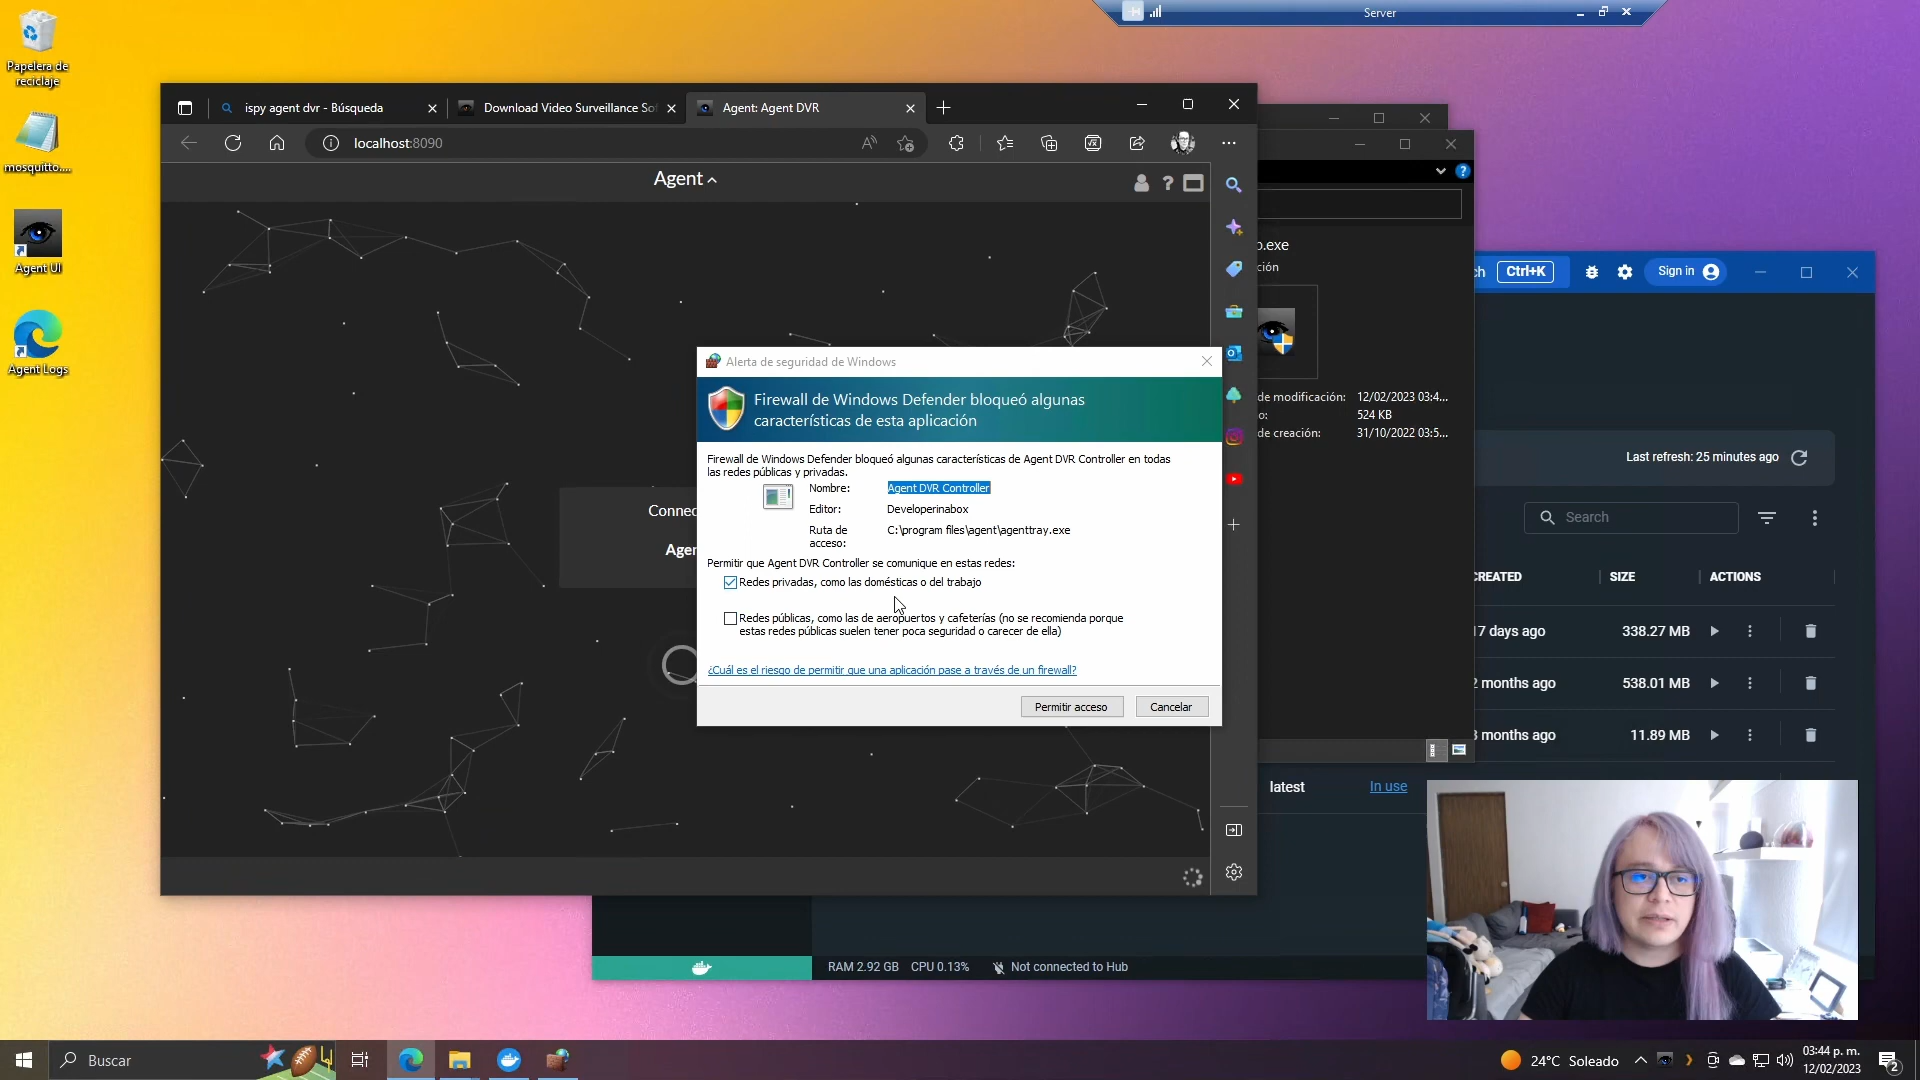 Papelera de
reciclaje
mosquitto....
Agent UI
Agent Logs
Server
ispy agent dvr - Búsqueda
Download Video Surveillance So
Agent: Agent DVR
localhost:8090
Agent
Connec
Agen
Alerta de seguridad de Windows
Firewall de Windows Defender bloqueó algunas
características de esta aplicación
Firewall de Windows Defender bloqueó algunas características de Agent DVR Controller en todas
las redes públicas y privadas.
Nombre: Agent DVR Controller
Editor: Developerinabox
Ruta de C:\program files\agent\agenttray.exe
acceso:
Permitir que Agent DVR Controller se comunique en estas redes:
Redes privadas, como las domésticas o del trabajo
Redes públicas, como las de aeropuertos y cafeterías (no se recomienda porque
estas redes públicas suelen tener poca seguridad o carecer de ella)
¿Cuál es el riesgo de permitir que una aplicación pase a través de un firewall?
Permitir acceso Cancelar
o.exe
ción
de modificación: 12/02/2023 03:4...
o: 524 KB
de creación: 31/10/2022 03:5...
ch Ctrl+K Sign in
Last refresh: 25 minutes ago
Search
CREATED SIZE ACTIONS
17 days ago 338.27 MB
2 months ago 538.01 MB
3 months ago 11.89 MB
latest In use
RAM 2.92 GB CPU 0.13% Not connected to Hub
Buscar
24°C Soleado
03:44 p. m.
12/02/2023
2